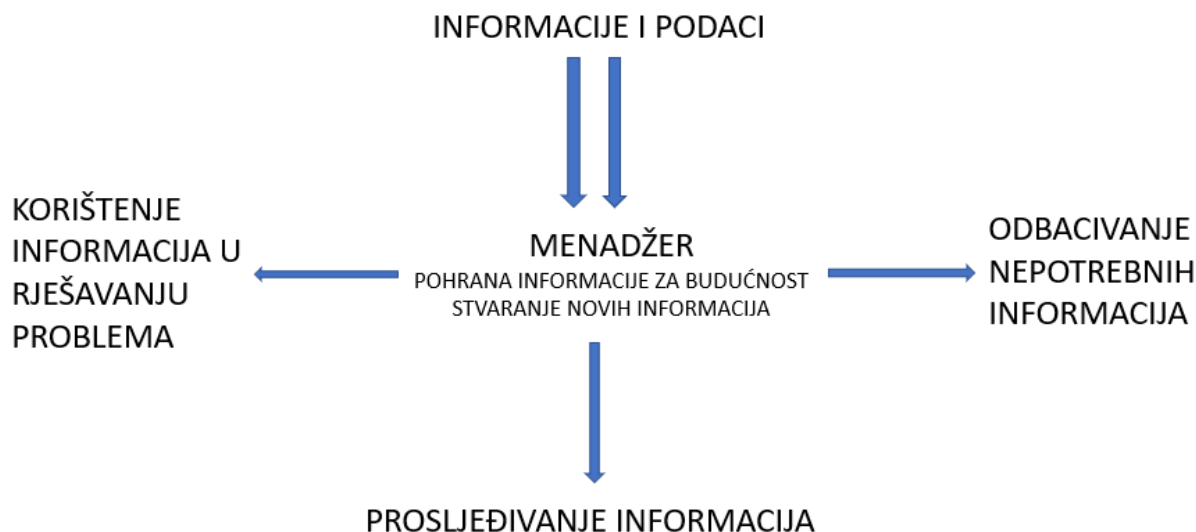 INFORMACIJE I PODACI
KORIŠTENJE
INFORMACIJA U
RJEŠAVANJU
PROBLEMA
MENADŽER
POHRANA INFORMACIJE ZA BUDUĆNOST
STVARANJE NOVIH INFORMACIJA
ODBACIVANJE
NEPOTREBNIH
INFORMACIJA
PROSLJEĐIVANJE INFORMACIJA